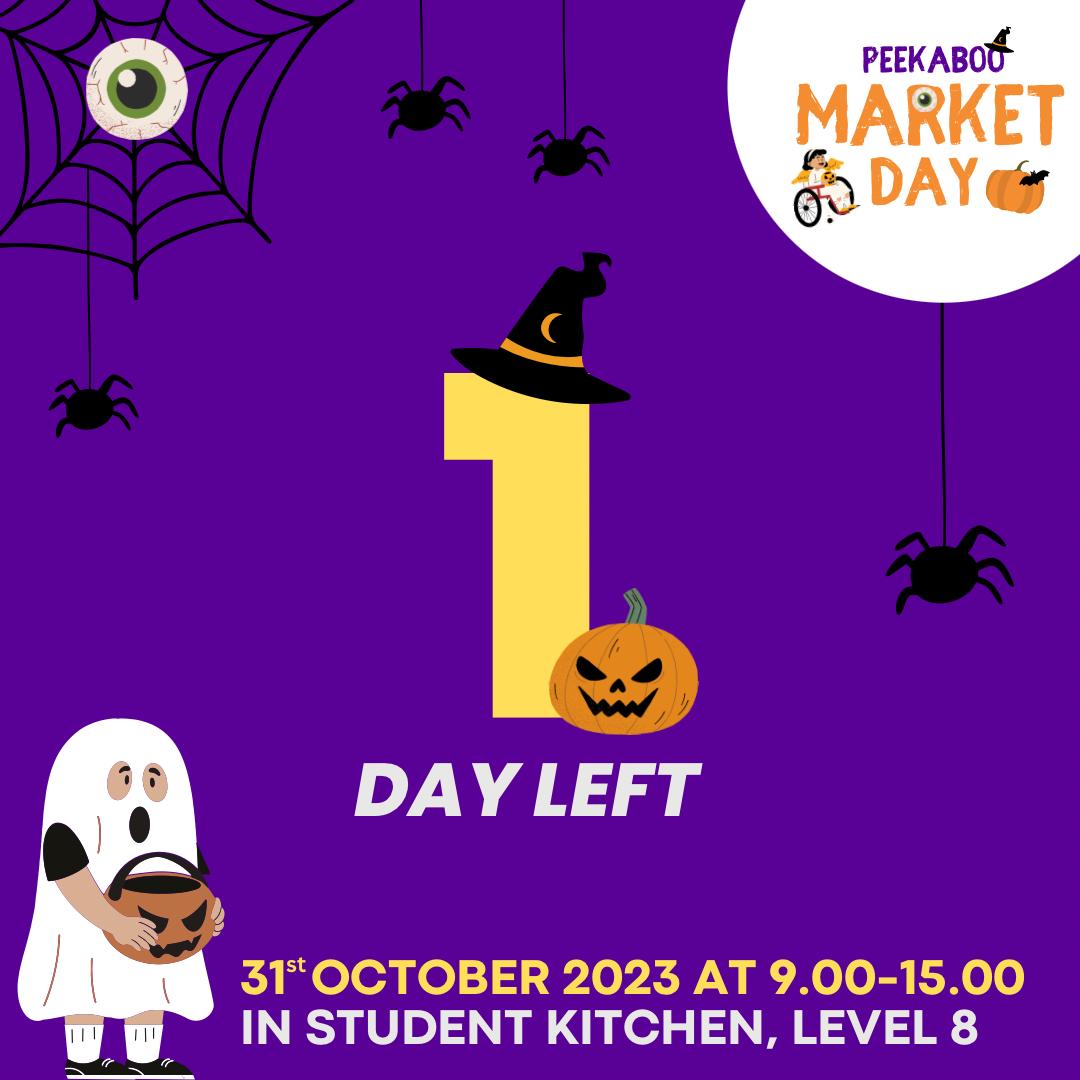 PEEKABOO
MARKET
DAY
1
DAY LEFT
31st OCTOBER 2023 AT 9.00-15.00
IN STUDENT KITCHEN, LEVEL 8